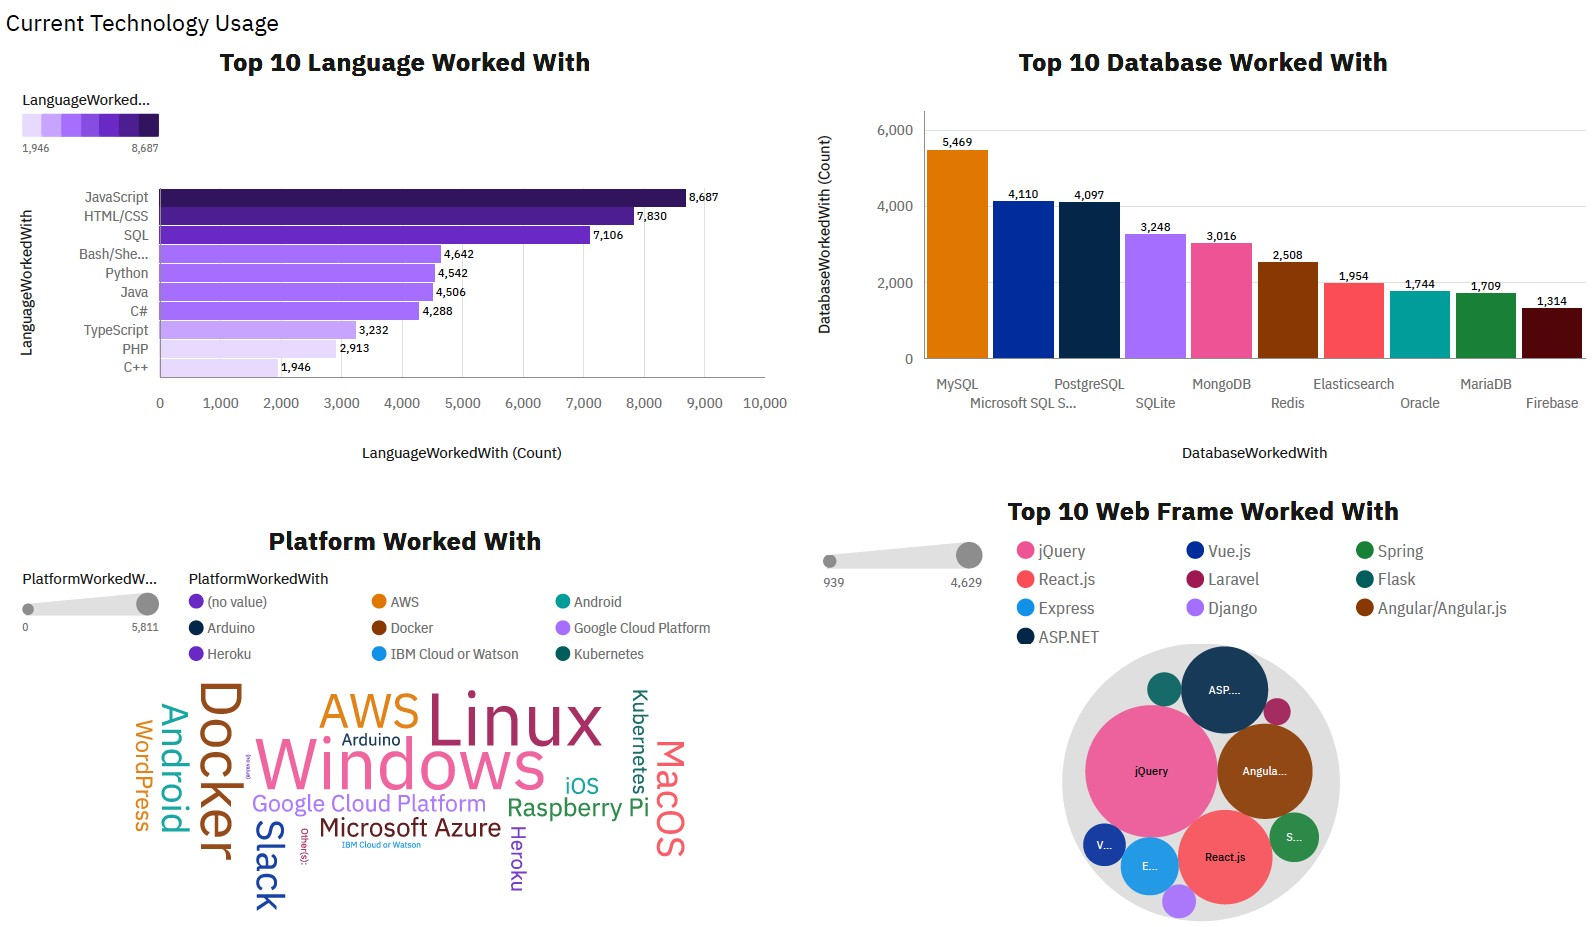 Current Technology Usage
Top 10 Language Worked With
LanguageWorked...
1,946 8,687
LanguageWorkedWith
JavaScript 8,687
HTML/CSS 7,830
SQL 7,106
Bash/She... 4,642
Python 4,542
Java 4,506
C# 4,288
TypeScript 3,232
PHP 2,913
C++ 1,946
0 1,000 2,000 3,000 4,000 5,000 6,000 7,000 8,000 9,000 10,000
LanguageWorkedWith (Count)
Top 10 Database Worked With
DatabaseWorkedWith (Count)
6,000
4,000
2,000
0
5,469
4,110
4,097
3,248
3,016
2,508
1,954
1,744
1,709
1,314
MySQL PostgreSQL MongoDB Elasticsearch MariaDB
Microsoft SQL S... SQLite Redis Oracle Firebase
DatabaseWorkedWith
Platform Worked With
PlatformWorkedW... PlatformWorkedWith
0 5,811
(no value) AWS Android
Arduino Docker Google Cloud Platform
Heroku IBM Cloud or Watson Kubernetes
WordPress
Android
Docker
(no value)
AWS
Linux
Arduino
Windows
Kubernetes
MacOS
iOS
Google Cloud Platform
Raspberry Pi
Microsoft Azure
IBM Cloud or Watson
Slack
Other(s):
Heroku
Top 10 Web Frame Worked With
939 4,629
jQuery Vue.js Spring
React.js Laravel Flask
Express Django Angular/Angular.js
ASP.NET
ASP....
jQuery
Angula...
S...
V...
E...
React.js